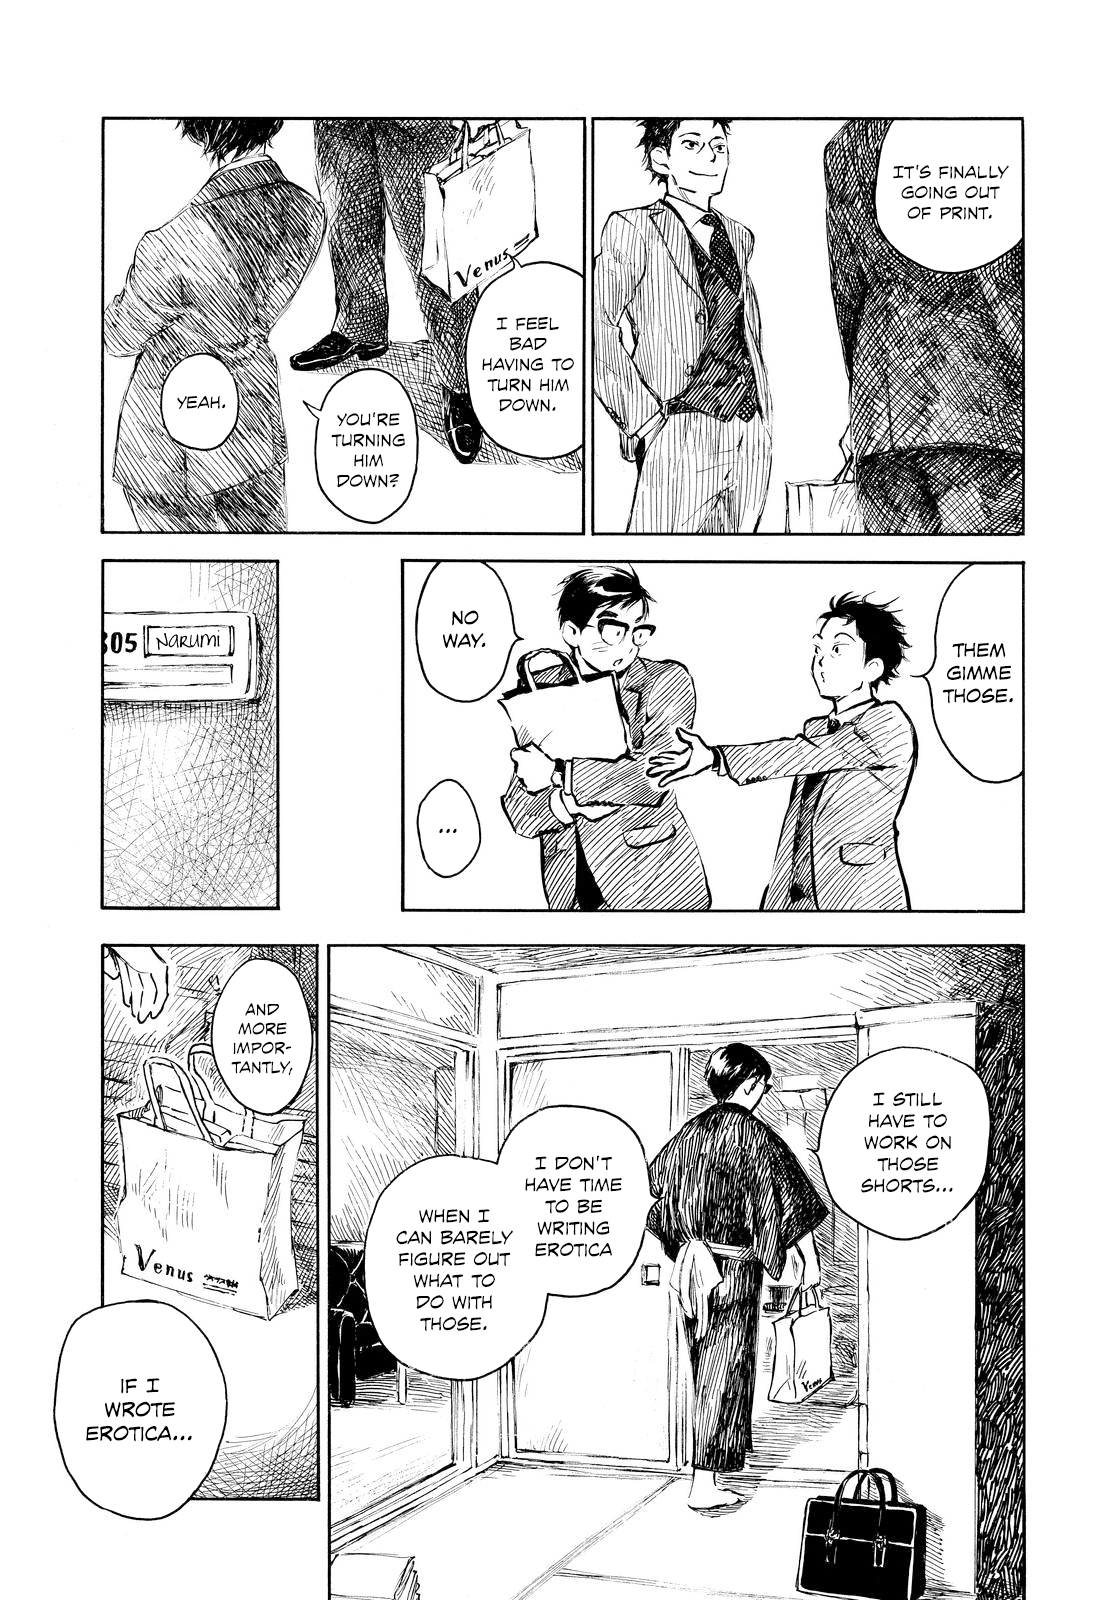 IT'S FINALLY
GOING OUT
OF PRINT.
I FEEL
BAD
HAVING TO
TURN HIM
DOWN.
YOU'RE
TURNING
HIM
DOWN?
YEAH.
Venus
THEM
GIMME
THOSE.
NO
WAY.
...
305
Narumi
I STILL
HAVE TO
WORK ON
THOSE
SHORTS...
I DON'T
HAVE TIME
TO BE
WRITING
EROTICA
WHEN I
CAN BARELY
FIGURE OUT
WHAT TO
DO WITH
THOSE.
Venus
AND
MORE
IMPOR-
TANTLY,
Venus
IF I
WROTE
EROTICA...